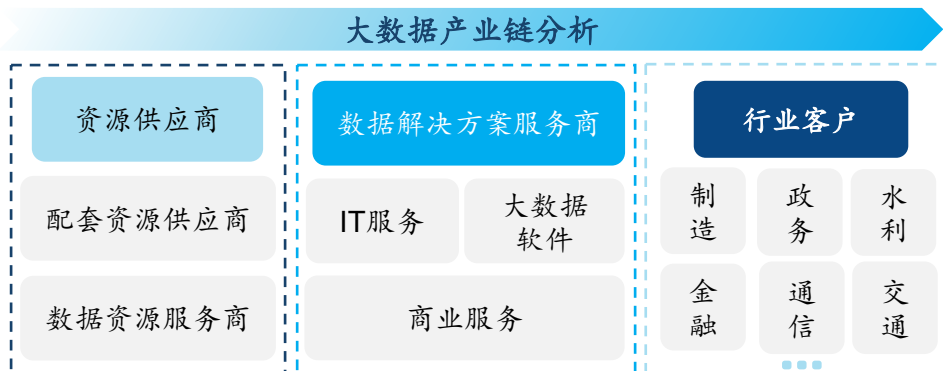 大数据产业链分析
资源供应商
配套资源供应商
数据资源服务商
数据解决方案服务商
IT服务
大数据
软件
商业服务
行业客户
制
造
政
务
水
利
金
融
通
信
交
通